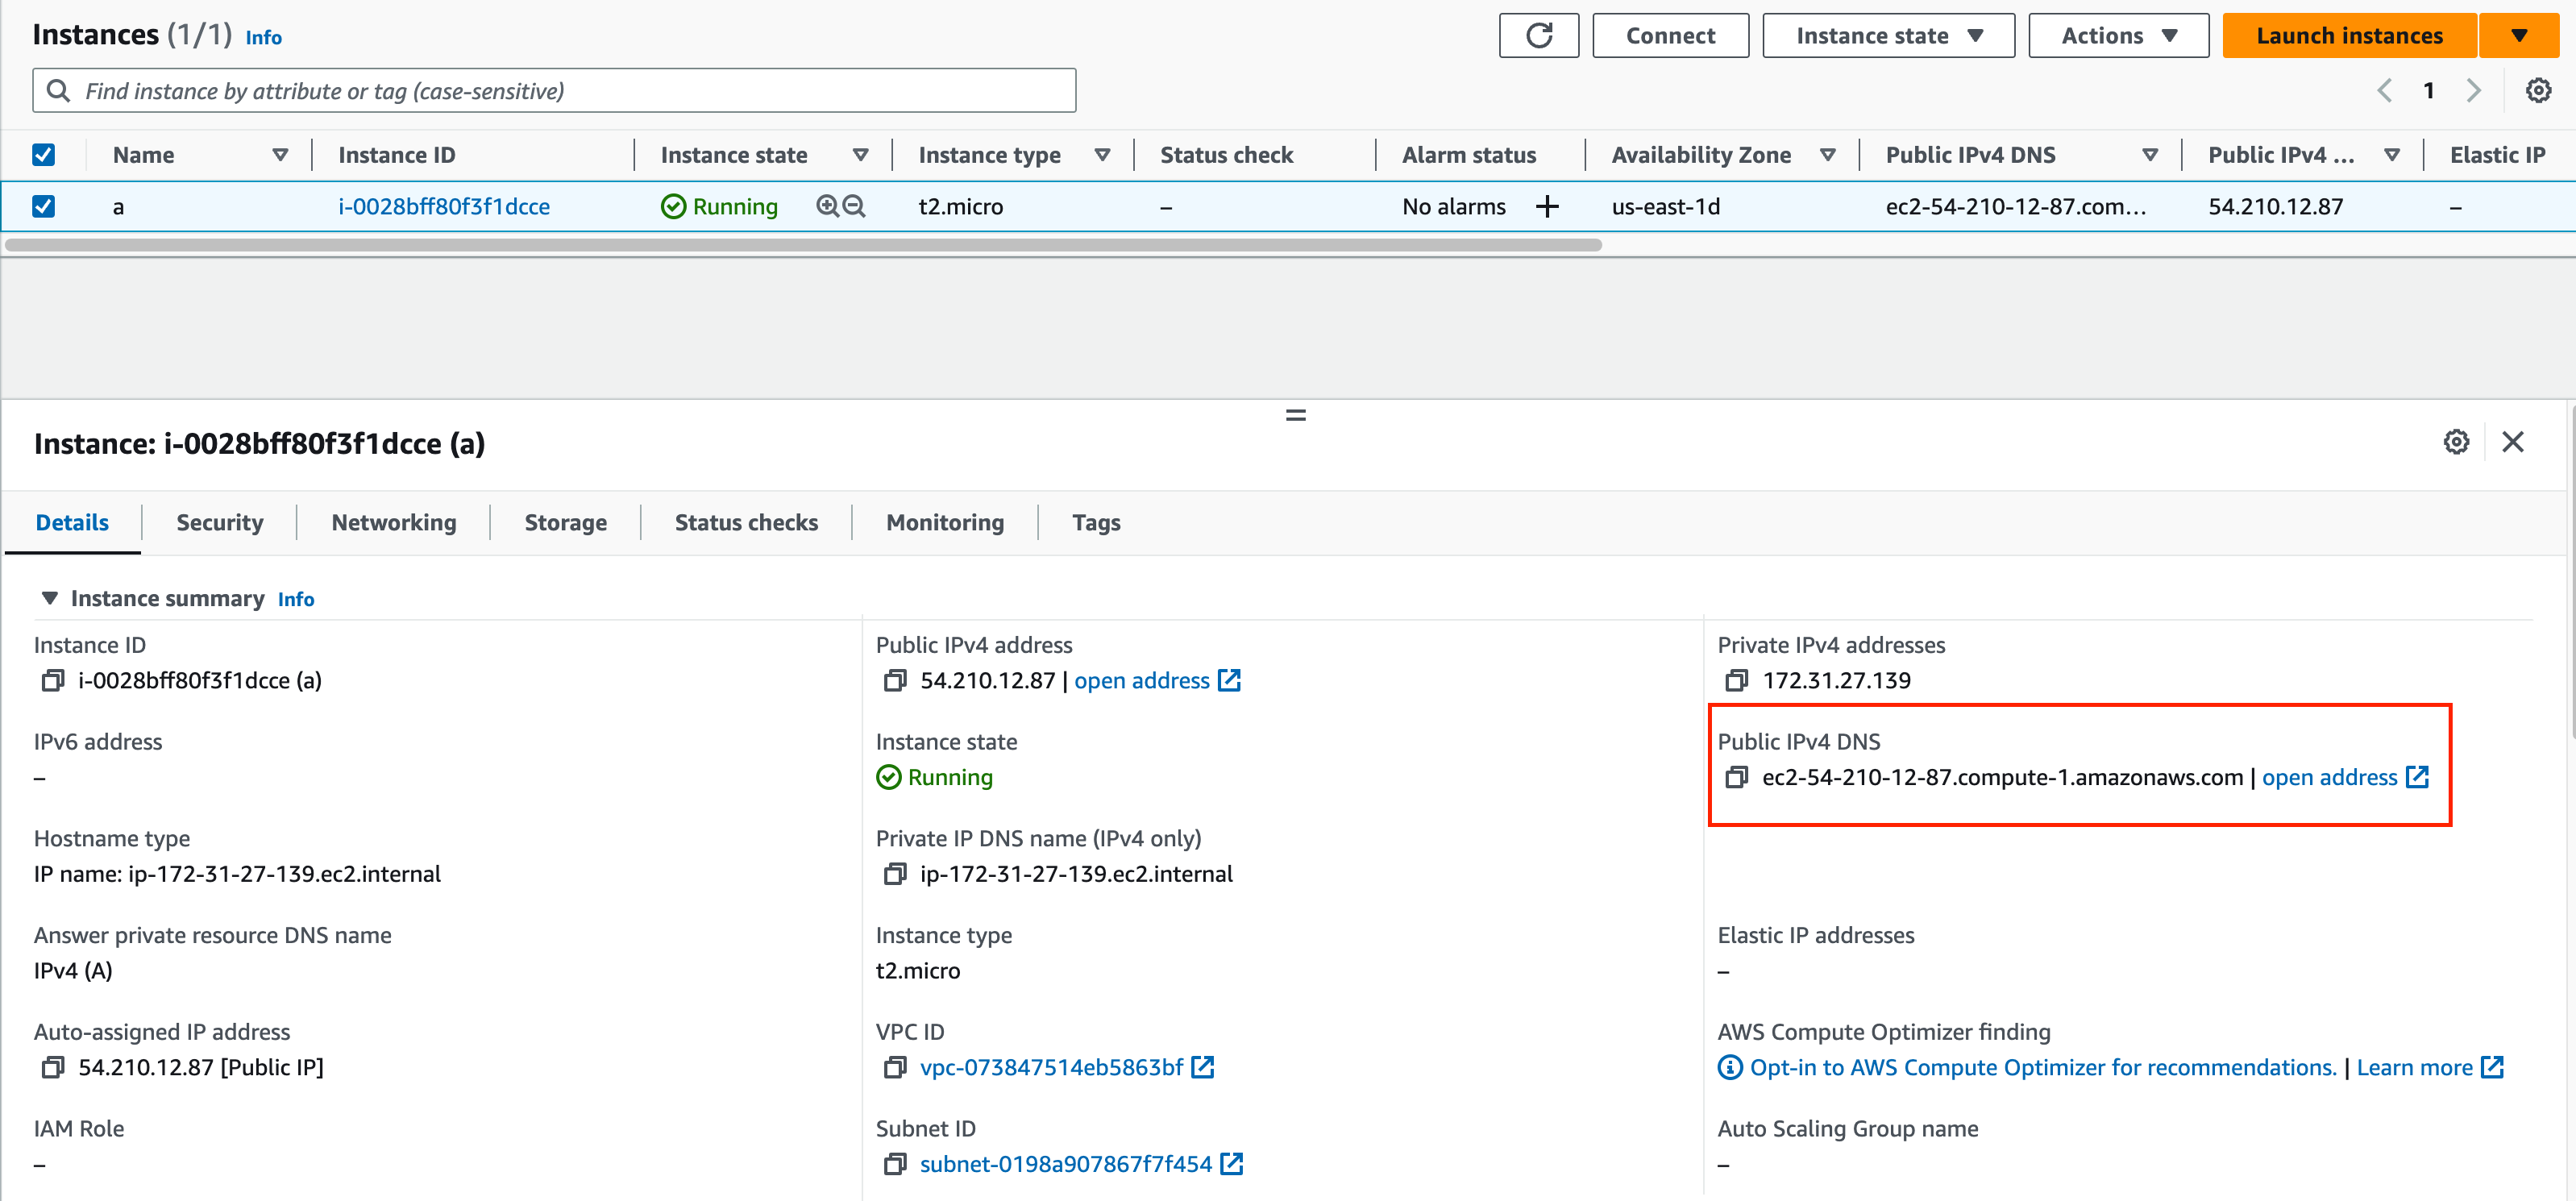 Instances (1/1) Info
Connect Instance state Actions Launch instances
Find instance by attribute or tag (case-sensitive)
1
Name Instance ID Instance state Instance type Status check Alarm status Availability Zone Public IPv4 DNS Public IPv4 ... Elastic IP
a i-0028bff80f3f1dcce Running t2.micro – No alarms + us-east-1d ec2-54-210-12-87.com... 54.210.12.87 –
Instance: i-0028bff80f3f1dcce (a)
Details Security Networking Storage Status checks Monitoring Tags
Instance summary Info
Instance ID
i-0028bff80f3f1dcce (a)
Public IPv4 address
54.210.12.87 | open address
Private IPv4 addresses
172.31.27.139
IPv6 address
–
Instance state
Running
Public IPv4 DNS
ec2-54-210-12-87.compute-1.amazonaws.com | open address
Hostname type
IP name: ip-172-31-27-139.ec2.internal
Private IP DNS name (IPv4 only)
ip-172-31-27-139.ec2.internal
Answer private resource DNS name
IPv4 (A)
Instance type
t2.micro
Elastic IP addresses
–
Auto-assigned IP address
54.210.12.87 [Public IP]
VPC ID
vpc-073847514eb5863bf
AWS Compute Optimizer finding
Opt-in to AWS Compute Optimizer for recommendations. | Learn more
IAM Role
–
Subnet ID
subnet-0198a907867f7f454
Auto Scaling Group name
–